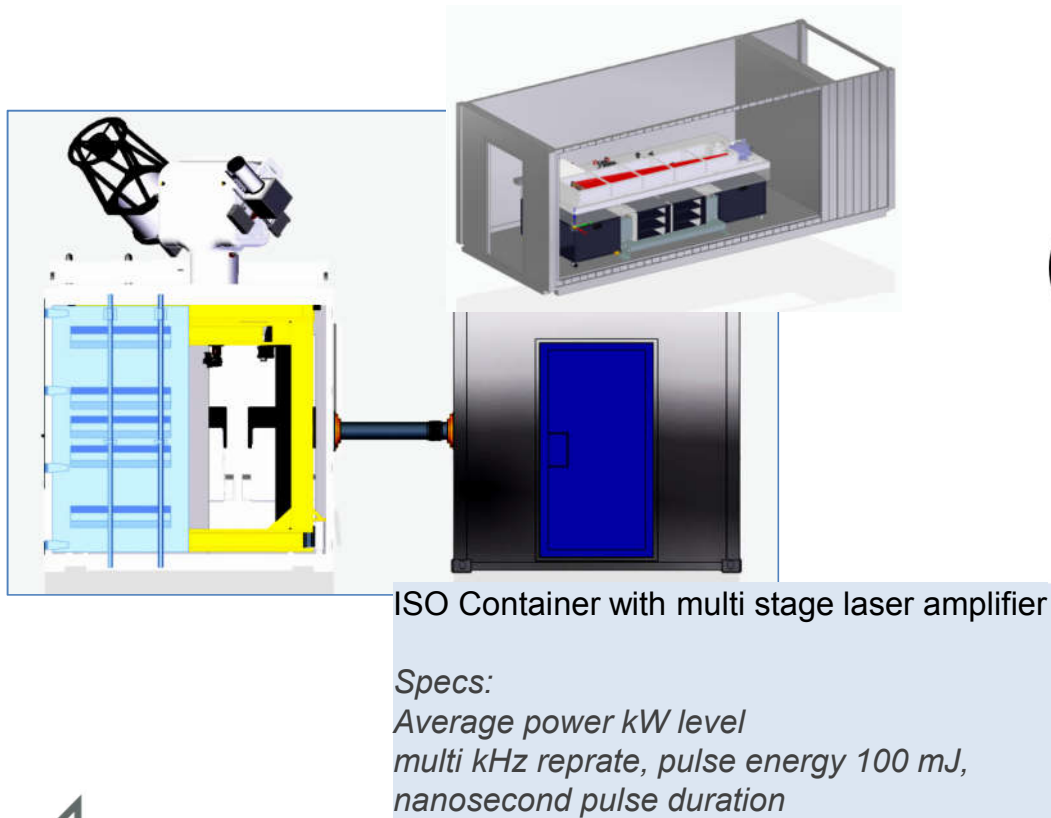 ISO Container with multi stage laser amplifier
Specs:
Average power kW level
multi kHz reprate, pulse energy 100 mJ,
nanosecond pulse duration